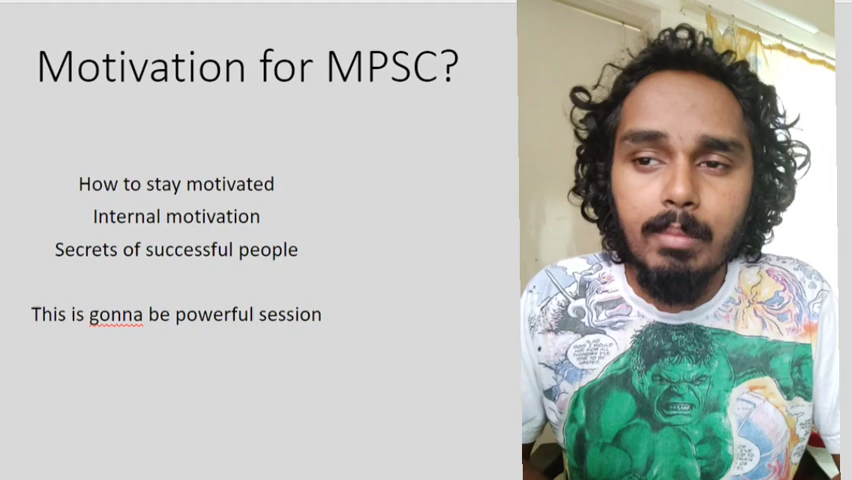 Motivation for MPSC?
How to stay motivated
Internal motivation
Secrets of successful people
This is gonna be powerful session